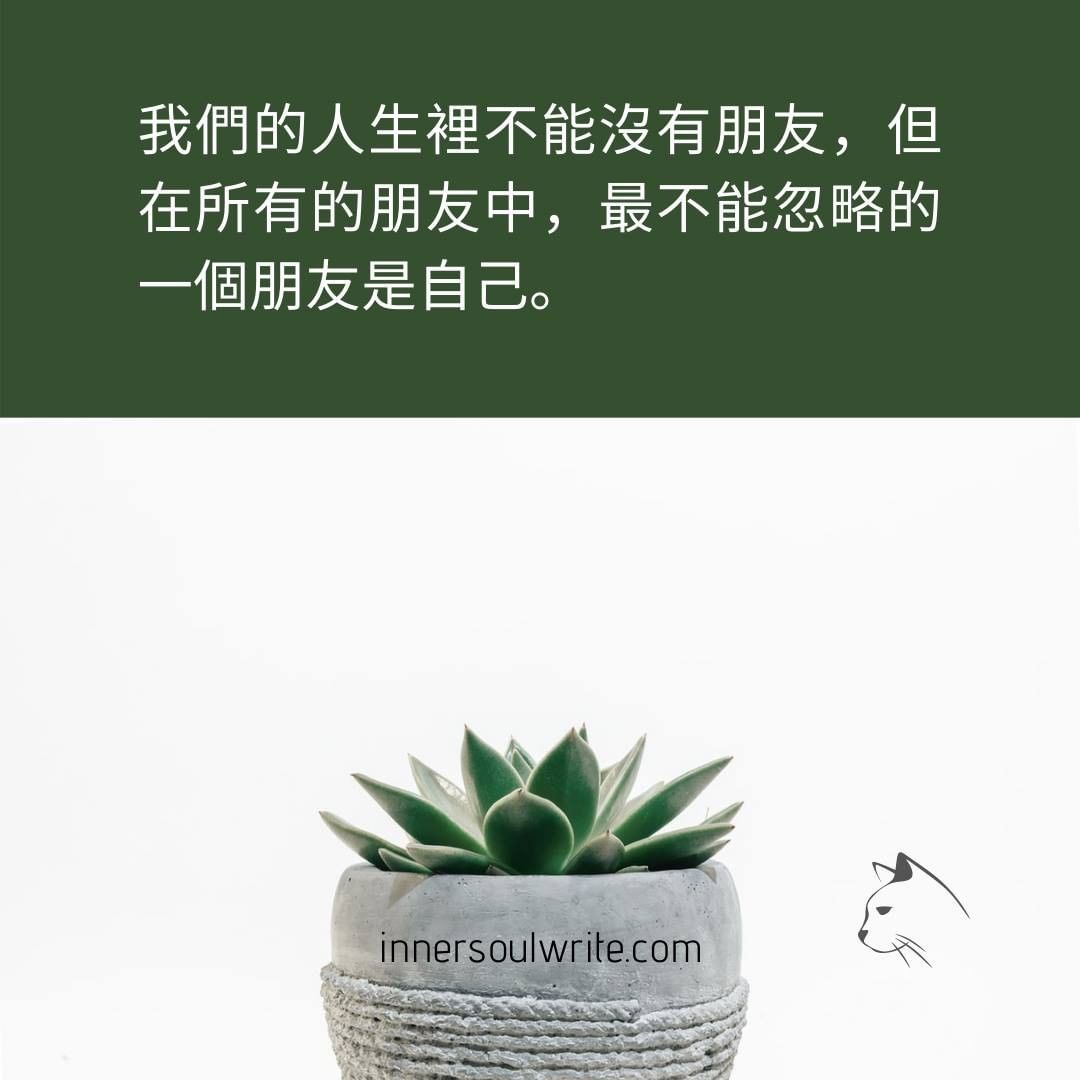 我們的人生裡不能沒有朋友，但
在所有的朋友中，最不能忽略的
一個朋友是自己。
innersoulwrite.com